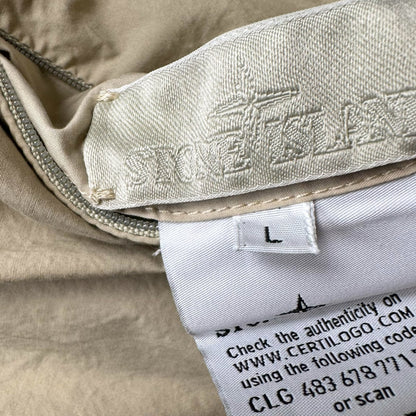 STONE ISLAND
L
Check the authenticity on
WWW.CERTILOGO.COM
using the following code
CLG 483 678 771
or scan